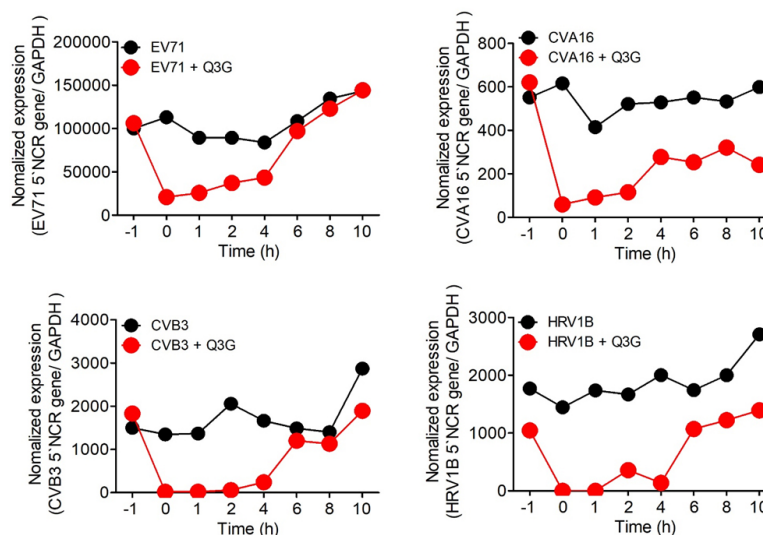 Nomalized expression
(EV71 5`NCR gene/ GAPDH )
200000
150000
100000
50000
0
EV71
EV71 + Q3G
-1 0 1 2 4 6 8 10
Time (h)
Nomalized expression
(CVA16 5`NCR gene/ GAPDH )
800
600
400
200
0
CVA16
CVA16 + Q3G
-1 0 1 2 4 6 8 10
Time (h)
Nomalized expression
(CVB3 5`NCR gene/ GAPDH )
4000
3000
2000
1000
0
CVB3
CVB3 + Q3G
-1 0 1 2 4 6 8 10
Time (h)
Nomalized expression
(HRV1B 5`NCR gene/ GAPDH )
3000
2000
1000
0
HRV1B
HRV1B + Q3G
-1 0 1 2 4 6 8 10
Time (h)